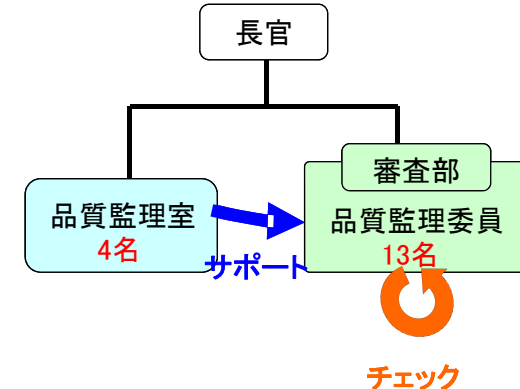 長官
審査部
品質監理室
4名
品質監理委員
13名
サポート
チェック